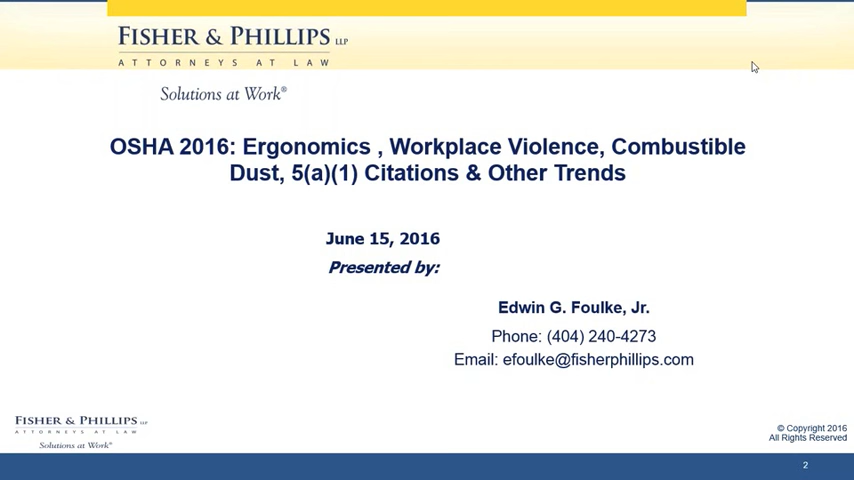 FISHER & PHILLIPS LLP
ATTORNEYS AT LAW
Solutions at Work®
OSHA 2016: Ergonomics , Workplace Violence, Combustible
Dust, 5(a)(1) Citations & Other Trends
June 15, 2016
Presented by:
Edwin G. Foulke, Jr.
Phone: (404) 240-4273
Email: efoulke@fisherphillips.com
FISHER & PHILLIPS LLP
ATTORNEYS AT LAW
Solutions at Work®
© Copyright 2016
All Rights Reserved
2